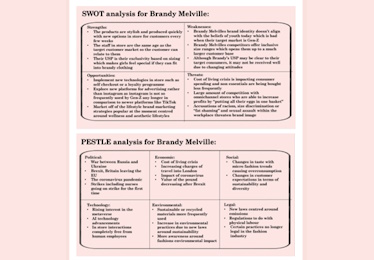 SWOT analysis for Brandy Melville:
Strengths:
The products are stylish and produced quickly
with new options in store for customers every
few weeks
The staff in store are the same age as the
target customer so the customers can
relate to them
Their USP is their exclusivity based on sizing
which makes girls feel special if they can fit
into brandy clothing
Weaknesses:
Brandy Melville brand identity doesn't align
with the beliefs of youth today which is bad
when their target market is Gen-Z
Brandy Melville competitors offer inclusive
size ranges which opens them up to a much
larger customer base
Although Brandy's USP may be clear to their
target consumer, it may not be received well
due to changing attitudes
Opportunities:
Implement new technologies in store such as
self checkout or a loyalty programme
Explore new platforms for advertising rather
than Instagram as Instagram is not as
frequently used by Gen-Z any longer in
comparison to newer platforms like TikTok
Market off of the lifestyle brand marketing
strategies popular at the moment centred
around wellness and aesthetic lifestyles
Threats:
Cost of living crisis is impacting consumer
spending and non essentials are being bought
less frequently
Large amount of competition with
omnichannel stores who are able to increase
profile by "putting all their eggs in one basket"
Accusations of racism, size discrimination or
"fat shaming" and sexual assault within the
workplace threaten brand image
PESTLE analysis for Brandy Melville:
Political:
War between Russia and
Ukraine
Brexit, Britain leaving the
EU
The coronavirus pandemic
Strikes including nurses
going on strike for the first
time
Economic:
Cost of living crisis
Increasing charges of
travel into London
Impact of coronavirus
Value of the pound
decreasing after Brexit
Social:
Changes in taste with
micro fashion trends
causing overconsumption
Changes in customer
expectations in terms of
sustainability and
diversity
Technology:
Rising interest in the
metaverse
AI technology
advancements
In store interactions
completely free from
human employees
Environmental:
Sustainable or recycled
materials more frequently
used
Increase in environmental
practices due to new laws
around sustainability
More awareness around
fashions environmental impact
Legal:
New laws centred around
emissions
Regulations to do with
physical labour
Certain practices no longer
legal in the fashion
industry